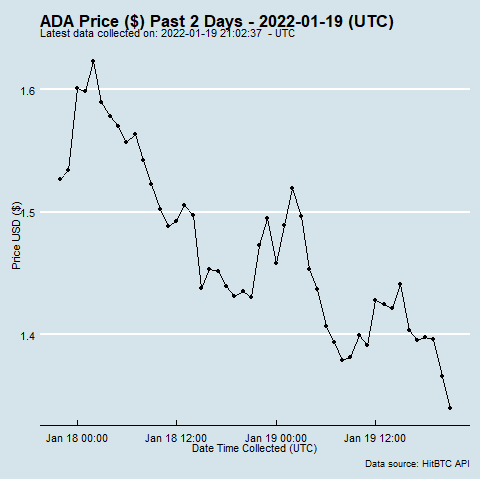 ADA Price ($) Past 2 Days - 2022-01-19 (UTC)
Latest data collected on: 2022-01-19 21:02:37 - UTC
1.6
1.5
1.4
Price USD ($)
Jan 18 00:00 Jan 18 12:00 Jan 19 00:00 Jan 19 12:00
Date Time Collected (UTC)
Data source: HitBTC API